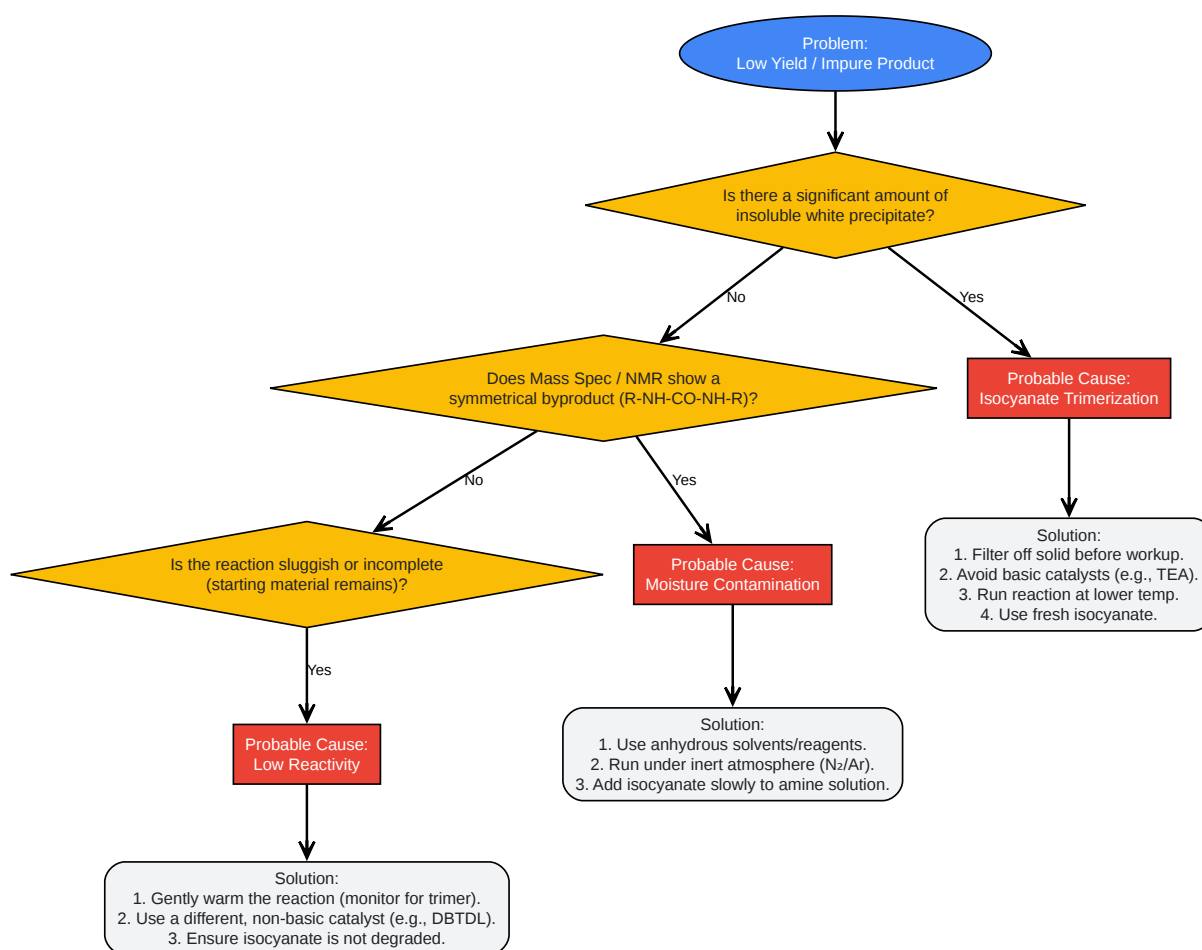 Problem:
Low Yield / Impure Product
Is there a significant amount of
insoluble white precipitate?
No
Yes
Does Mass Spec / NMR show a
symmetrical byproduct (R-NH-CO-NH-R)?
Probable Cause:
Isocyanate Trimerization
No
Yes
Is the reaction sluggish or incomplete
(starting material remains)?
Probable Cause:
Moisture Contamination
Solution:
1. Filter off solid before workup.
2. Avoid basic catalysts (e.g., TEA).
3. Run reaction at lower temp.
4. Use fresh isocyanate.
Yes
Probable Cause:
Low Reactivity
Solution:
1. Use anhydrous solvents/reagents.
2. Run under inert atmosphere (N₂/Ar).
3. Add isocyanate slowly to amine solution.
Solution:
1. Gently warm the reaction (monitor for trimer).
2. Use a different, non-basic catalyst (e.g., DBTDL).
3. Ensure isocyanate is not degraded.